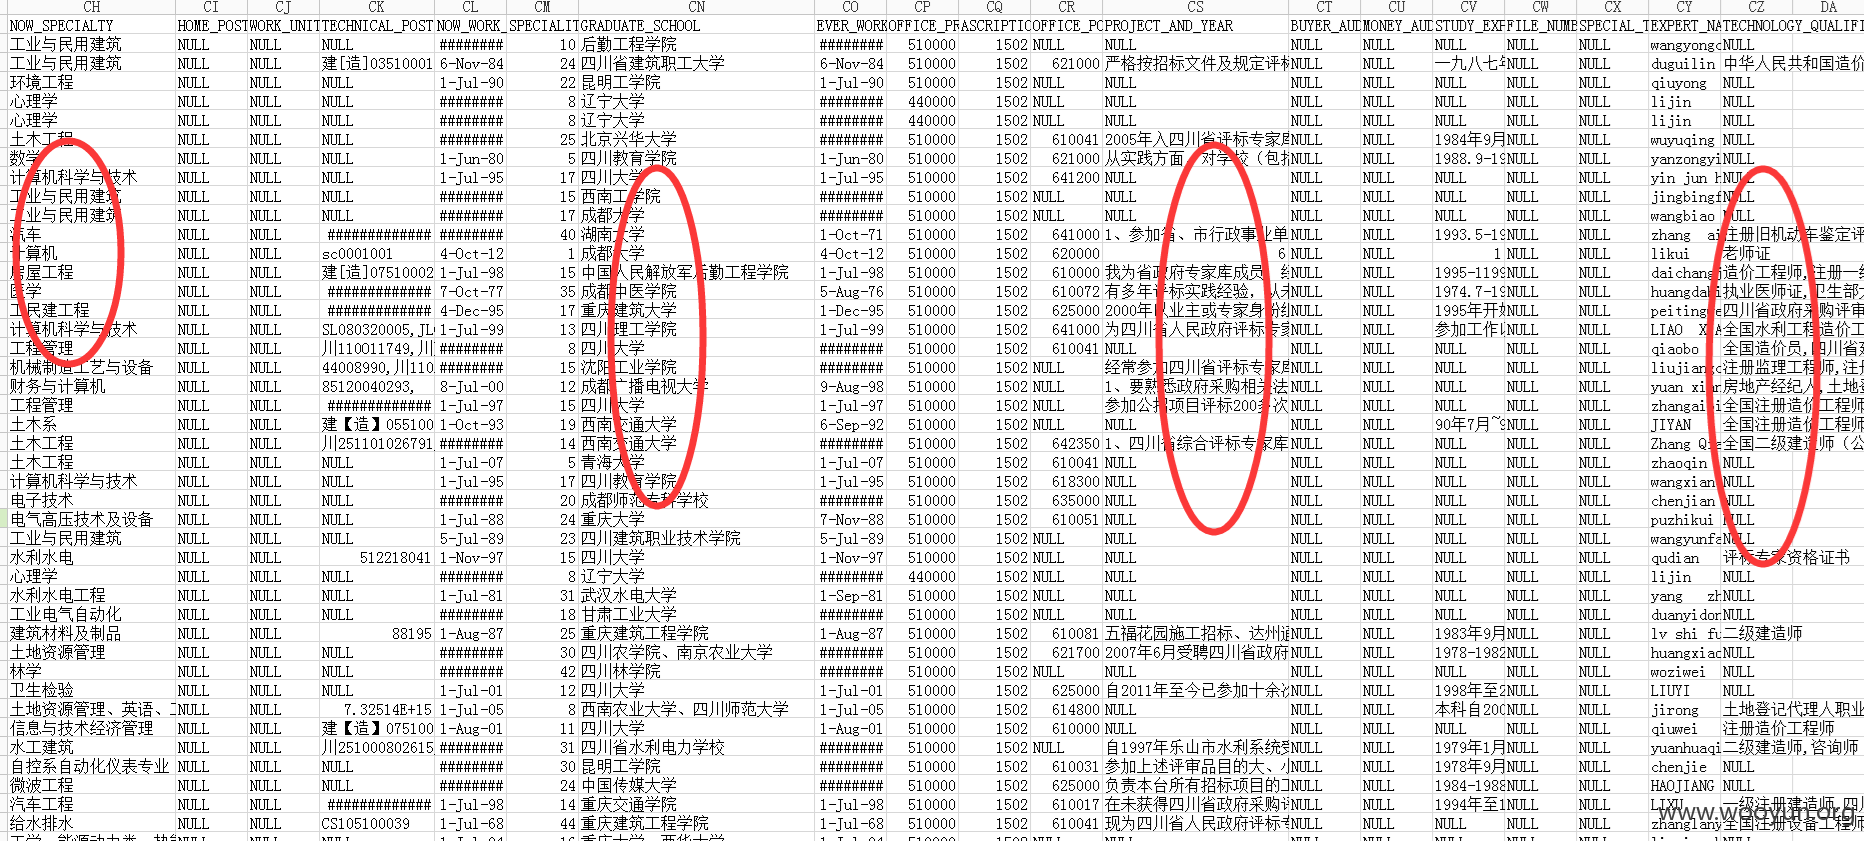 CH CI CJ CK CL CM CN CO CP CQ CR CS CT CU CV CW CX CY CZ DA
NOW_SPECIALTY HOME_POST WORK_UNIT TECHNICAL_POST NOW_WORK_ SPECIALIT GRADUATE_SCHOOL EVER_WORK OFFICE_PH ASCRIPTIO OFFICE_PO PROJECT_AND_YEAR BUYER_AUD MONEY_AUD STUDY_EXP FILE_NUMB SPECIAL_T EXPERT_NA TECHNOLOGY_QUALIFI
工业与民用建筑 NULL NULL NULL ######## 10 后勤工程学院 ######## 510000 1502 NULL NULL NULL NULL NULL NULL NULL wangyongc NULL
工业与民用建筑 NULL NULL 建[造]03510001 6-Nov-84 24 四川省建筑职工大学 6-Nov-84 510000 1502 621000 严格按招标文件及规定评标 NULL NULL 一九八七年 NULL NULL duguilin 中华人民共和国造价
环境工程 NULL NULL NULL 1-Jul-90 22 昆明工学院 1-Jul-90 510000 1502 NULL NULL NULL NULL NULL NULL NULL qiuyong NULL
心理学 NULL NULL NULL ######## 8 辽宁大学 ######## 440000 1502 NULL NULL NULL NULL NULL NULL NULL lijin NULL
心理学 NULL NULL NULL ######## 8 辽宁大学 ######## 440000 1502 NULL NULL NULL NULL NULL NULL NULL lijin NULL
土木工程 NULL NULL NULL ######## 25 北京兴华大学 ######## 510000 1502 610041 2005年入四川省评标专家库 NULL NULL 1984年9月 NULL NULL wuyuqing NULL
数学 NULL NULL NULL 1-Jun-80 5 四川教育学院 1-Jun-80 510000 1502 621000 从实践方面,对学校（包括 NULL NULL 1988.9-19 NULL NULL yanzongyi NULL
计算机科学与技术 NULL NULL NULL 1-Jul-95 17 四川大学 1-Jul-95 510000 1502 641200 NULL NULL NULL NULL NULL NULL yin jun h NULL
工业与民用建筑 NULL NULL NULL ######## 15 西南工学院 ######## 510000 1502 NULL NULL NULL NULL NULL NULL NULL jingbingf NULL
工业与民用建筑 NULL NULL NULL ######## 17 成都大学 ######## 510000 1502 NULL NULL NULL NULL NULL NULL NULL wangbiao NULL
汽车 NULL NULL ############# ######## 40 湖南大学 1-Oct-71 510000 1502 641000 1、参加省、市行政事业单 NULL NULL 1993.5-19 NULL NULL zhang ai 注册旧机动车鉴定评
计算机 NULL NULL sc0001001 4-Oct-12 1 成都大学 4-Oct-12 510000 1502 620000 6 NULL NULL 1 NULL NULL likui 老师证
房屋工程 NULL NULL 建[造]07510002 1-Jul-98 15 中国人民解放军后勤工程学院 1-Jul-98 510000 1502 610000 我为省政府专家库成员，经 NULL NULL 1995-1199 NULL NULL daichang 造价工程师,注册一级
医学 NULL NULL ############# 7-Oct-77 35 成都中医学院 5-Aug-76 510000 1502 610072 有多年评标实践经验，从未 NULL NULL 1974.7-19 NULL NULL huangdabi 执业医师证,卫生部
工民建工程 NULL NULL ############# 4-Dec-95 17 重庆建筑大学 1-Dec-95 510000 1502 625000 2000年以业主或专家身份经 NULL NULL 1995年开始 NULL NULL peitingw 四川省政府采购评审
计算机科学与技术 NULL NULL SL080320005,JL 1-Jul-99 13 四川理工学院 1-Jul-99 510000 1502 641000 为四川省人民政府评标专家 NULL NULL 参加工作以 NULL NULL LIAO X A 全国水利工程造价工
工程管理 NULL NULL 川110011749,川 ######## 8 四川大学 ######## 510000 1502 610041 NULL NULL NULL NULL NULL NULL qiaobo 全国造价员,四川省
机械制造工艺与设备 NULL NULL 44008990,川110 ######## 15 沈阳工业学院 ######## 510000 1502 NULL 经常参加四川省评标专家 NULL NULL NULL NULL NULL liujiang 注册监理工程师,注册
财务与计算机 NULL NULL 85120040293, 8-Jul-00 12 成都广播电视大学 9-Aug-98 510000 1502 NULL 1、要熟悉政府采购相关法 NULL NULL NULL NULL NULL yuan xian 房地产经纪人,土地
工程管理 NULL NULL ############# ######## 15 四川大学 1-Jul-97 510000 1502 NULL 参加公招项目评标200多次 NULL NULL NULL NULL NULL zhangaibi 全国注册造价工程师
土木系 NULL NULL 建【造】055100 1-Oct-93 19 西南交通大学 6-Sep-92 510000 1502 NULL NULL NULL NULL 90年7月~9 NULL NULL JIYAN 全国注册造价工程师
土木工程 NULL NULL 川251101026791 ######## 14 西南交通大学 ######## 510000 1502 642350 1、四川省综合评标专家库 NULL NULL NULL NULL NULL Zhang Qi 全国二级建造师（公
土木工程 NULL NULL NULL 1-Jul-07 5 青海大学 1-Jul-07 510000 1502 610041 NULL NULL NULL NULL NULL NULL zhaoqin NULL
计算机科学与技术 NULL NULL NULL 1-Jul-95 17 四川教育学院 1-Jul-95 510000 1502 618300 NULL NULL NULL NULL NULL NULL wangxian NULL
电子技术 NULL NULL NULL ######## 20 成都师范专科学校 ######## 510000 1502 635000 NULL NULL NULL NULL NULL NULL chenjian NULL
电气高压技术及设备 NULL NULL NULL 1-Jul-88 24 重庆大学 7-Nov-88 510000 1502 610051 NULL NULL NULL NULL NULL NULL puzhikui NULL
工业与民用建筑 NULL NULL NULL 5-Jul-89 23 四川建筑职业技术学院 5-Jul-89 510000 1502 NULL NULL NULL NULL NULL NULL NULL wangyunfe NULL
水利水电 NULL NULL 512218041 1-Nov-97 15 四川大学 1-Nov-97 510000 1502 NULL NULL NULL NULL NULL NULL NULL qudian 评标专家资格证书
心理学 NULL NULL NULL ######## 8 辽宁大学 ######## 440000 1502 NULL NULL NULL NULL NULL NULL NULL lijin NULL
水利水电工程 NULL NULL NULL 1-Jul-81 31 武汉水电大学 1-Sep-81 510000 1502 NULL NULL NULL NULL NULL NULL NULL yang zh NULL
工业电气自动化 NULL NULL NULL ######## 18 甘肃工业大学 ######## 510000 1502 NULL NULL NULL NULL NULL NULL NULL duanyidon NULL
建筑材料及制品 NULL NULL 88195 1-Aug-87 25 重庆建筑工程学院 1-Aug-87 510000 1502 610081 五福花园施工招标、达州通 NULL NULL 1983年9月 NULL NULL lv shi fu 二级建造师
土地资源管理 NULL NULL NULL ######## 30 四川农学院、南京农业大学 ######## 510000 1502 621700 2007年6月受聘四川省政府 NULL NULL 1978-1982 NULL NULL huangxiao NULL
林学 NULL NULL NULL ######## 42 四川林学院 ######## 510000 1502 NULL NULL NULL NULL NULL NULL NULL woziwei NULL
卫生检验 NULL NULL NULL 1-Jul-01 12 四川大学 1-Jul-01 510000 1502 625000 自2011年至今已参加十余次 NULL NULL 1998年至2 NULL NULL LIUYI NULL
土地资源管理、英语、工 NULL NULL 7.32514E+15 1-Jul-05 8 西南农业大学、四川师范大学 1-Jul-05 510000 1502 614800 NULL NULL NULL 本科自200 NULL NULL jirong 土地登记代理人职业
信息与技术经济管理 NULL NULL 建【造】075100 1-Aug-01 11 四川大学 1-Aug-01 510000 1502 610000 NULL NULL NULL NULL NULL NULL qiuwei 注册造价工程师
水工建筑 NULL NULL 川251000802615 ######## 31 四川省水利电力学校 ######## 510000 1502 NULL 自1997年乐山市水利系统受 NULL NULL 1979年1月 NULL NULL yuanhuaqi 二级建造师,咨询师
自控系自动化仪表专业 NULL NULL NULL ######## 30 昆明工学院 ######## 510000 1502 610031 参加上述评审品目的大、小 NULL NULL 1978年9月 NULL NULL chenjie NULL
微波工程 NULL NULL NULL ######## 24 中国传媒大学 ######## 510000 1502 625000 负责本台所有招标项目的工 NULL NULL 1984-1988 NULL NULL HAOJIANG NULL
汽车工程 NULL NULL ############# 1-Jul-98 14 重庆交通学院 1-Jul-98 510000 1502 610017 在未获得四川省政府采购评 NULL NULL 1994年至1 NULL NULL LIXU 一级注册建造师,四川
给水排水 NULL NULL CS105100039 1-Jul-68 44 重庆建筑工程学院 1-Jul-68 510000 1502 610041 现为四川省人民政府评标专 NULL NULL NULL NULL NULL zhangliany 全国注册设备工程师
www.wooyun.org